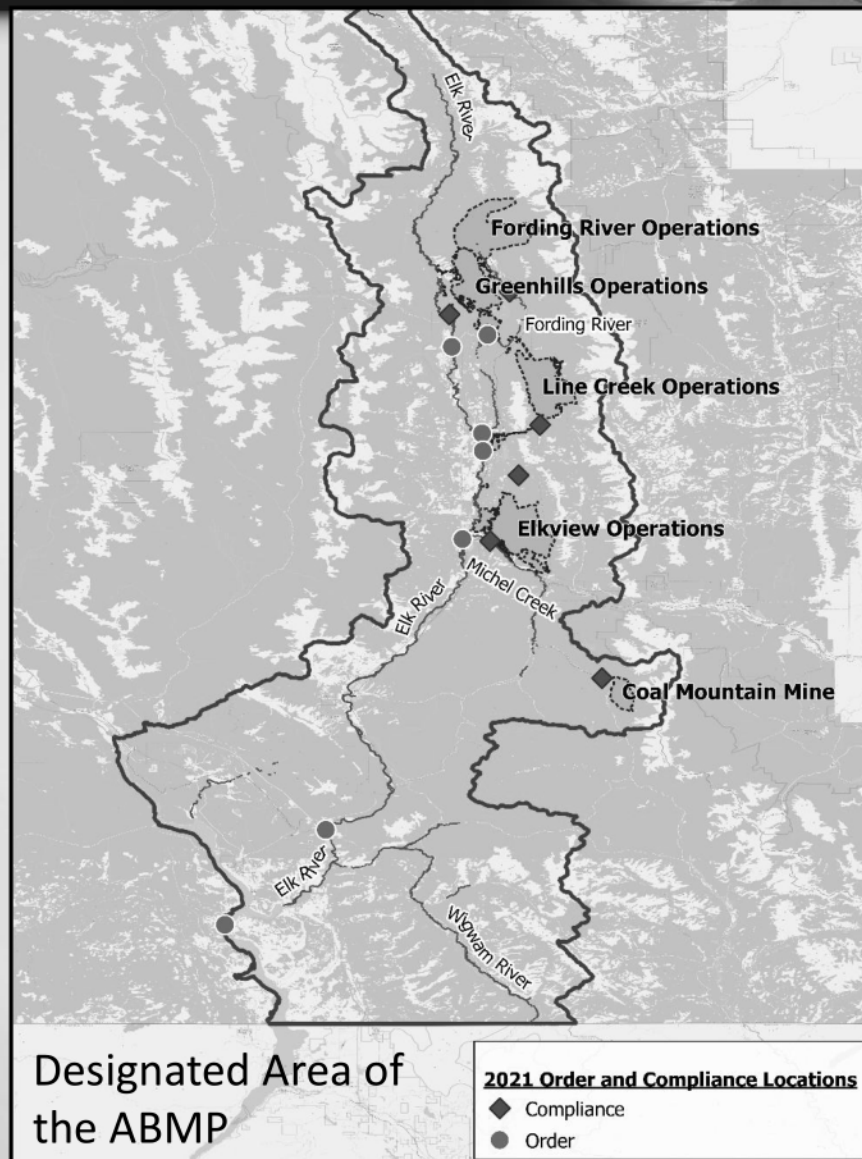 Elk River
Fording River Operations
Greenhills Operations
Fording River
Line Creek Operations
Elkview Operations
Michel Creek
Elk River
Coal Mountain Mine
Elk River
Wigwam River
Designated Area of
the ABMP
2021 Order and Compliance Locations
Compliance
Order